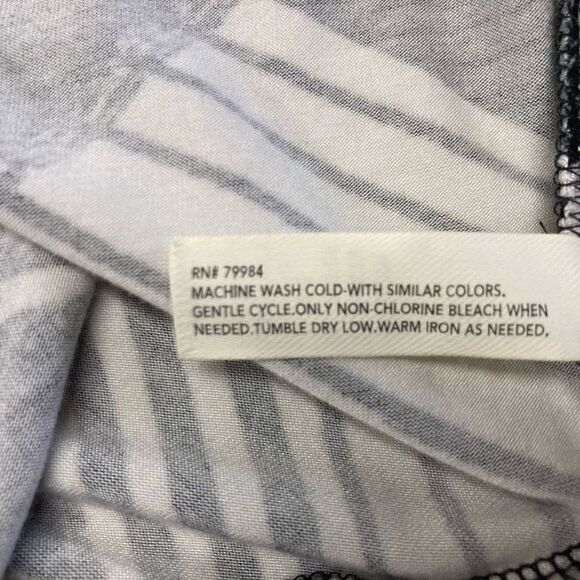 RN# 79984
MACHINE WASH COLD-WITH SIMILAR COLORS.
GENTLE CYCLE.ONLY NON-CHLORINE BLEACH WHEN
NEEDED.TUMBLE DRY LOW.WARM IRON AS NEEDED.